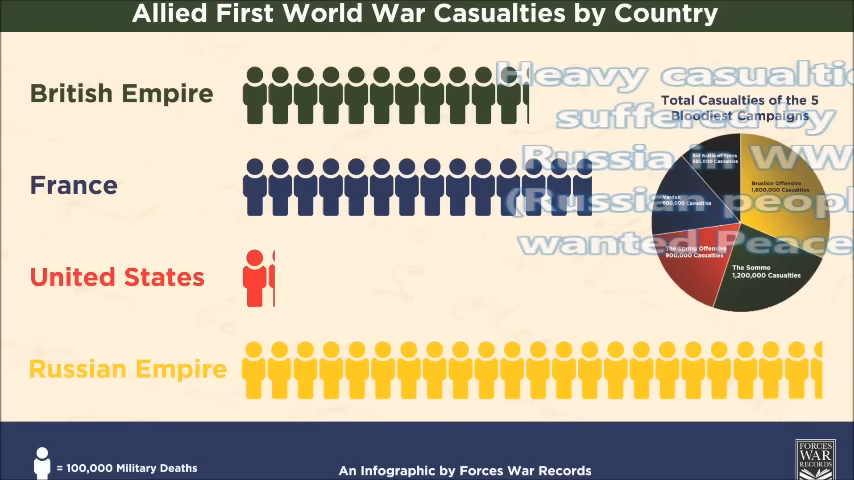 Allied First World War Casualties by Country
British Empire
France
United States
Russian Empire
Heavy casualtie
suffered by
Russia in WW
(Russian peopl
wanted Peace
Total Casualties of the 5
Bloodiest Campaigns
Brusilov Offensive
1,600,000 Casualties
The Somme
1,200,000 Casualties
The Spring Offensive
900,000 Casualties
Verdun
Casualties
Casualties
= 100,000 Military Deaths
An Infographic by Forces War Records
FORCES
WAR
RECORDS